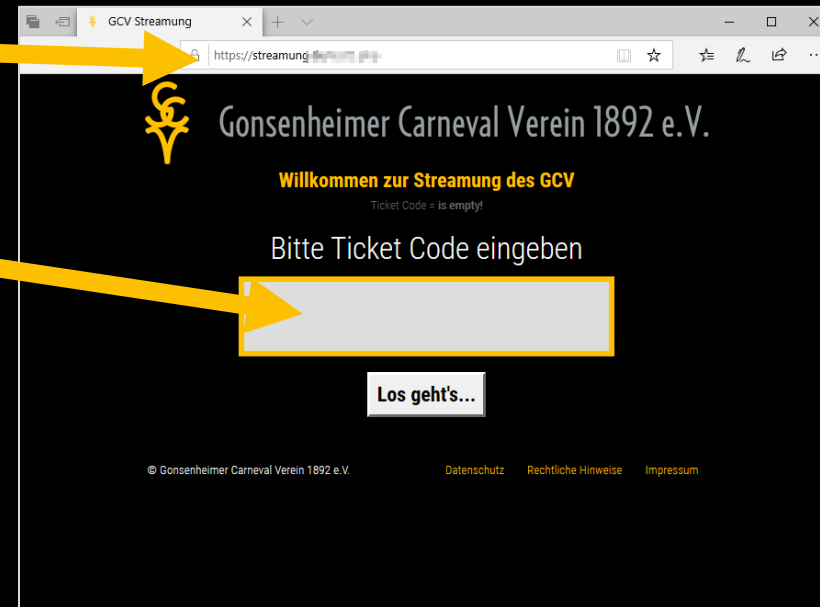 GCV Streamung
https://streamung
Gonsenheimer Carneval Verein 1892 e.V.
Willkommen zur Streamung des GCV
Ticket Code = is empty!
Bitte Ticket Code eingeben
Los geht's...
© Gonsenheimer Carneval Verein 1892 e.V. Datenschutz Rechtliche Hinweise Impressum